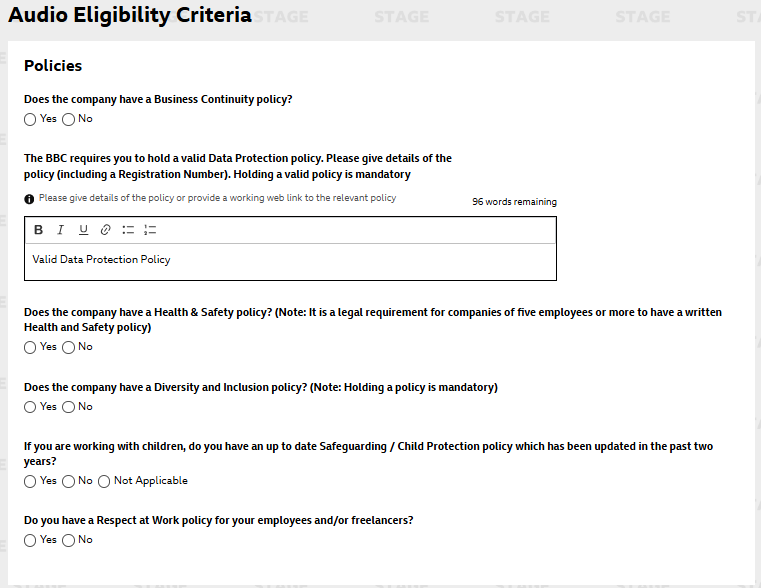 Audio Eligibility Criteria
STAGE STAGE STAGE STAGE
Policies
Does the company have a Business Continuity policy?
Yes No
The BBC requires you to hold a valid Data Protection policy. Please give details of the
policy (including a Registration Number). Holding a valid policy is mandatory
Please give details of the policy or provide a working web link to the relevant policy
96 words remaining
B I U
Valid Data Protection Policy
Does the company have a Health & Safety policy? (Note: It is a legal requirement for companies of five employees or more to have a written
Health and Safety policy)
Yes No
Does the company have a Diversity and Inclusion policy? (Note: Holding a policy is mandatory)
Yes No
If you are working with children, do you have an up to date Safeguarding / Child Protection policy which has been updated in the past two
years?
Yes No Not Applicable
Do you have a Respect at Work policy for your employees and/or freelancers?
Yes No